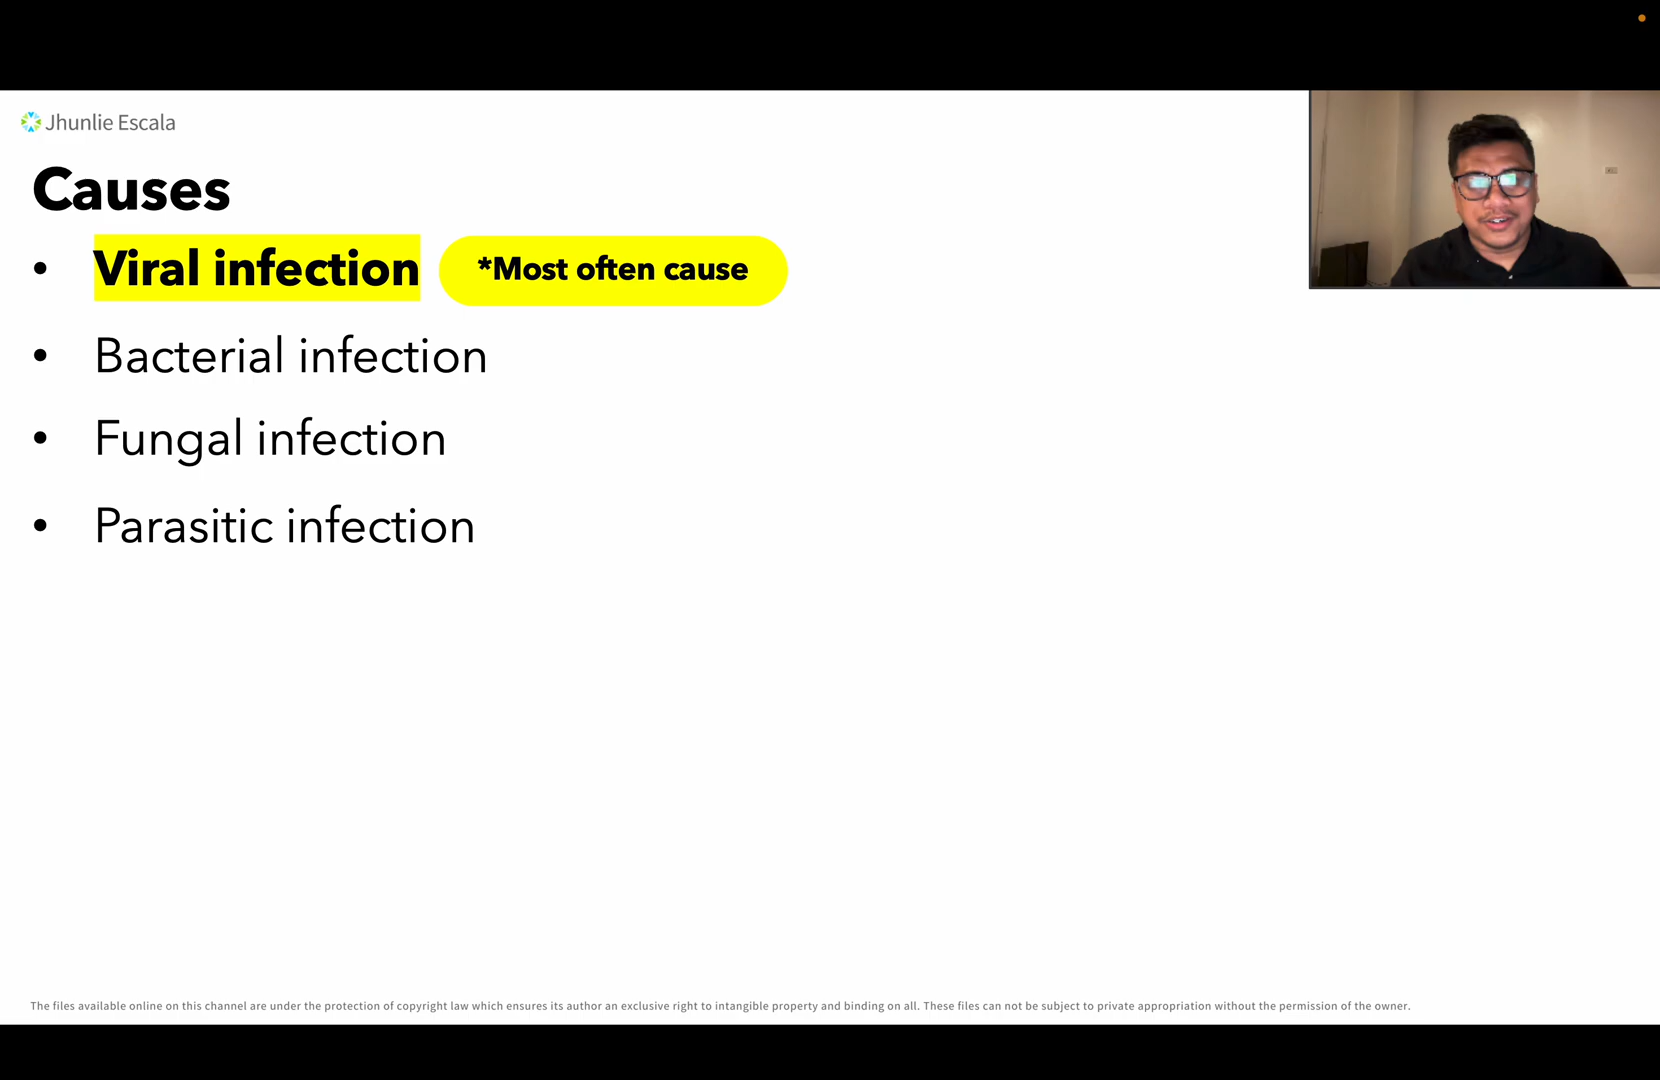 Jhunlie Escala
Causes
• Viral infection *Most often cause
• Bacterial infection
• Fungal infection
• Parasitic infection
The files available online on this channel are under the protection of copyright law which ensures its author an exclusive right to intangible property and binding on all. These files can not be subject to private appropriation without the permission of the owner.